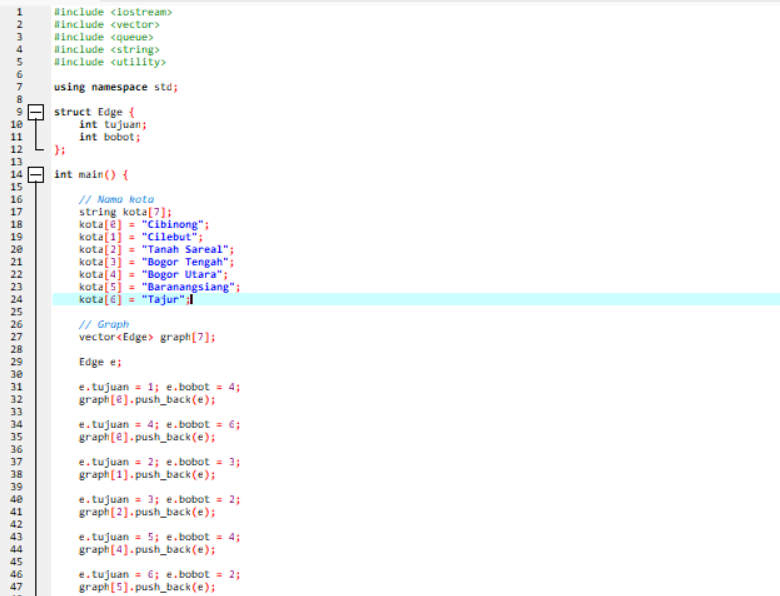 1 #include <iostream>
2 #include <vector>
3 #include <queue>
4 #include <string>
5 #include <utility>
6
7 using namespace std;
8
9 struct Edge {
10 int tujuan;
11 int bobot;
12 };
13
14 int main() {
15
16 // Nama kota
17 string kota[7];
18 kota[0] = "Cibinong";
19 kota[1] = "Cilebut";
20 kota[2] = "Tanah Sareal";
21 kota[3] = "Bogor Tengah";
22 kota[4] = "Bogor Utara";
23 kota[5] = "Baranangsiang";
24 kota[6] = "Tajur";
25
26 // Graph
27 vector<Edge> graph[7];
28
29 Edge e;
30
31 e.tujuan = 1; e.bobot = 4;
32 graph[0].push_back(e);
33
34 e.tujuan = 4; e.bobot = 6;
35 graph[0].push_back(e);
36
37 e.tujuan = 2; e.bobot = 3;
38 graph[1].push_back(e);
39
40 e.tujuan = 3; e.bobot = 2;
41 graph[2].push_back(e);
42
43 e.tujuan = 5; e.bobot = 4;
44 graph[4].push_back(e);
45
46 e.tujuan = 6; e.bobot = 2;
47 graph[5].push_back(e);